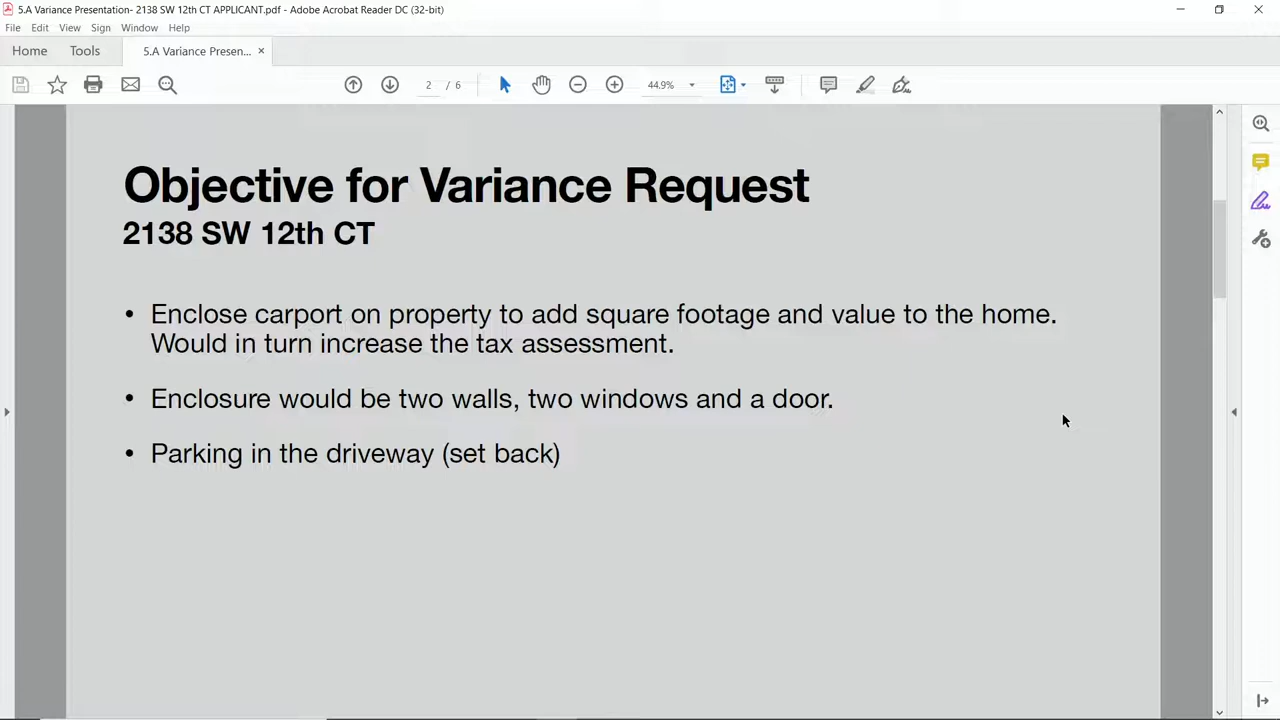 5.A Variance Presentation- 2138 SW 12th CT APPLICANT.pdf - Adobe Acrobat Reader DC (32-bit)
File Edit View Sign Window Help
Home Tools 5.A Variance Presen... ×
2 / 6 44.9%
Objective for Variance Request
2138 SW 12th CT
• Enclose carport on property to add square footage and value to the home.
Would in turn increase the tax assessment.
• Enclosure would be two walls, two windows and a door.
• Parking in the driveway (set back)